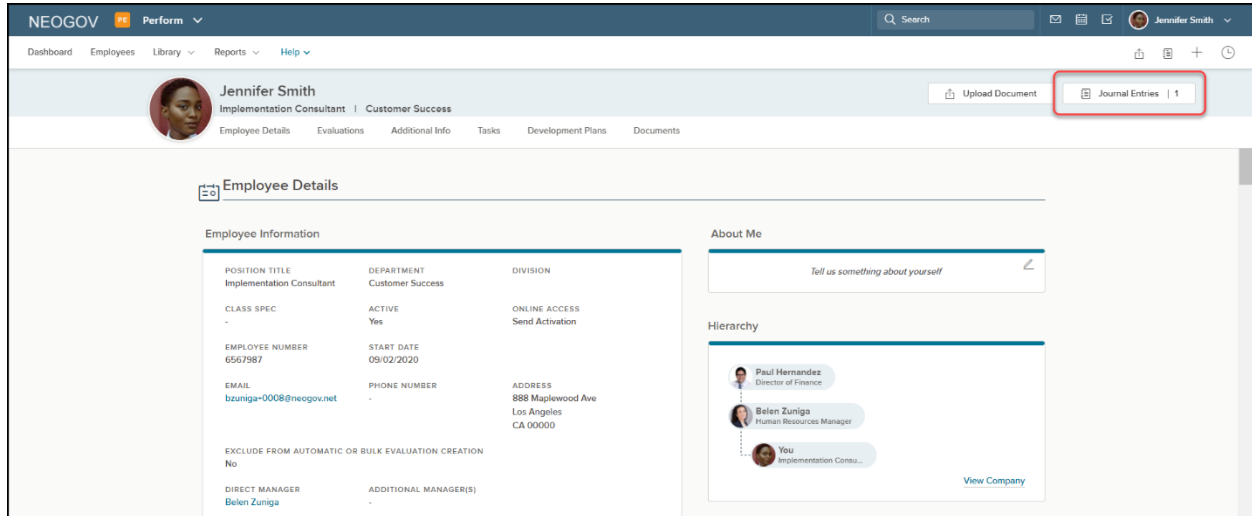 NEOGOV PE Perform
Search
Jennifer Smith
Dashboard Employees Library Reports Help
Jennifer Smith
Implementation Consultant | Customer Success
Upload Document
Journal Entries | 1
Employee Details Evaluations Additional Info Tasks Development Plans Documents
Employee Details
Employee Information
POSITION TITLE DEPARTMENT DIVISION
Implementation Consultant Customer Success
CLASS SPEC ACTIVE ONLINE ACCESS
- Yes Send Activation
EMPLOYEE NUMBER START DATE
6567987 09/02/2020
EMAIL PHONE NUMBER ADDRESS
bzuniga+0008@neogov.net - 888 Maplewood Ave
Los Angeles
CA 00000
EXCLUDE FROM AUTOMATIC OR BULK EVALUATION CREATION
No
DIRECT MANAGER ADDITIONAL MANAGER(S)
Belen Zuniga -
About Me
Tell us something about yourself
Hierarchy
Paul Hernandez
Director of Finance
Belen Zuniga
Human Resources Manager
You
Implementation Consu...
View Company